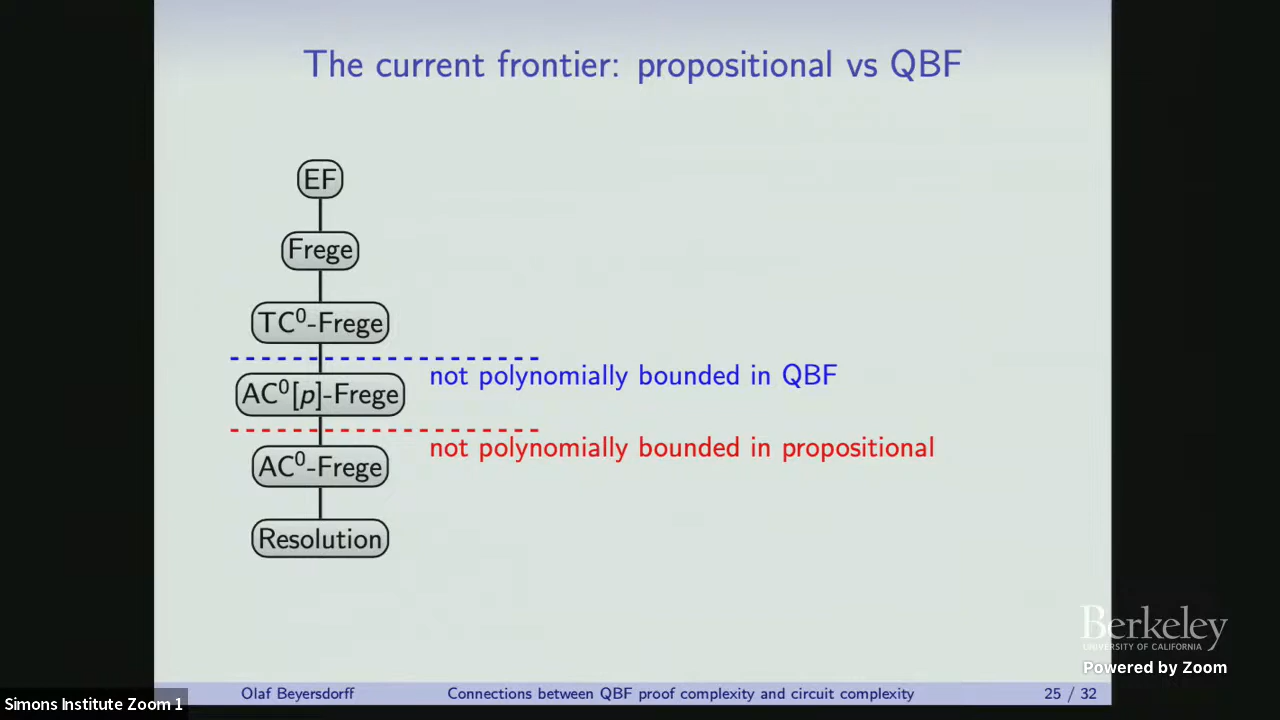 The current frontier: propositional vs QBF
EF
Frege
TC⁰-Frege
not polynomially bounded in QBF
AC⁰[p]-Frege
not polynomially bounded in propositional
AC⁰-Frege
Resolution
Berkeley
UNIVERSITY OF CALIFORNIA
Powered by Zoom
Olaf Beyersdorff Connections between QBF proof complexity and circuit complexity 25 / 32
Simons Institute Zoom 1